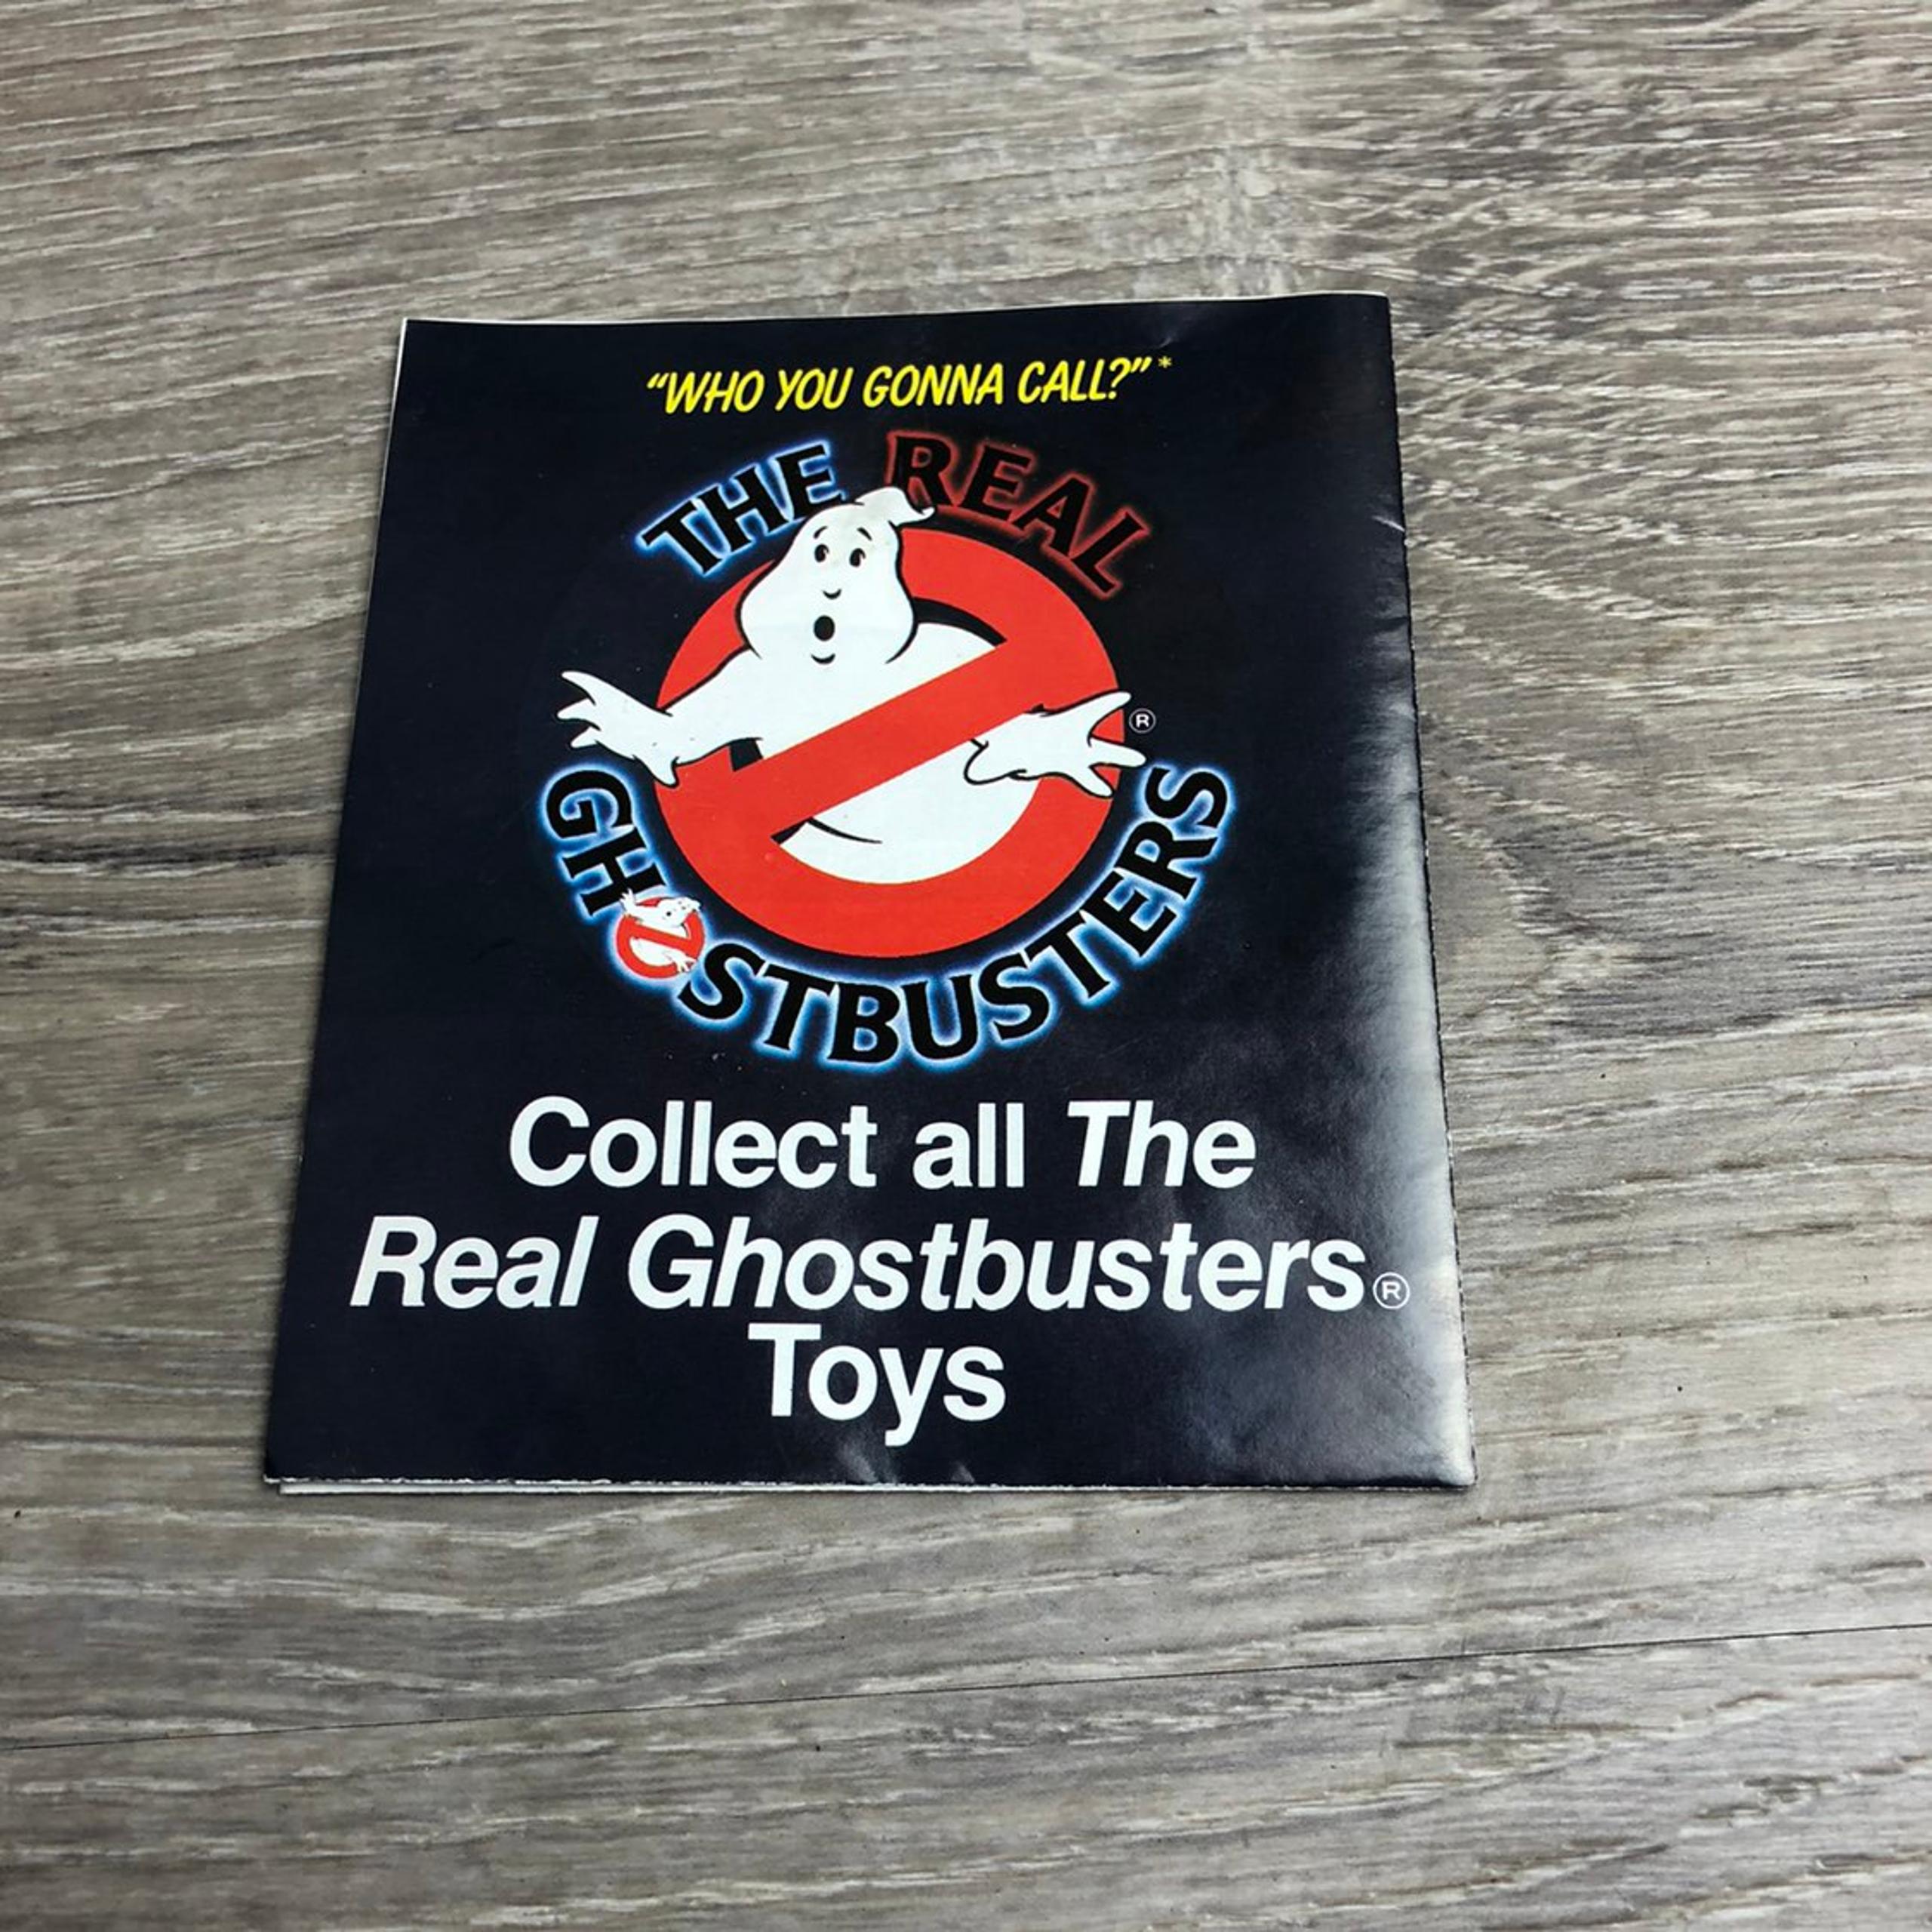 “WHO YOU GONNA CALL?”*
THE REAL
®
GHOSTBUSTERS
Collect all The
Real Ghostbusters®
Toys